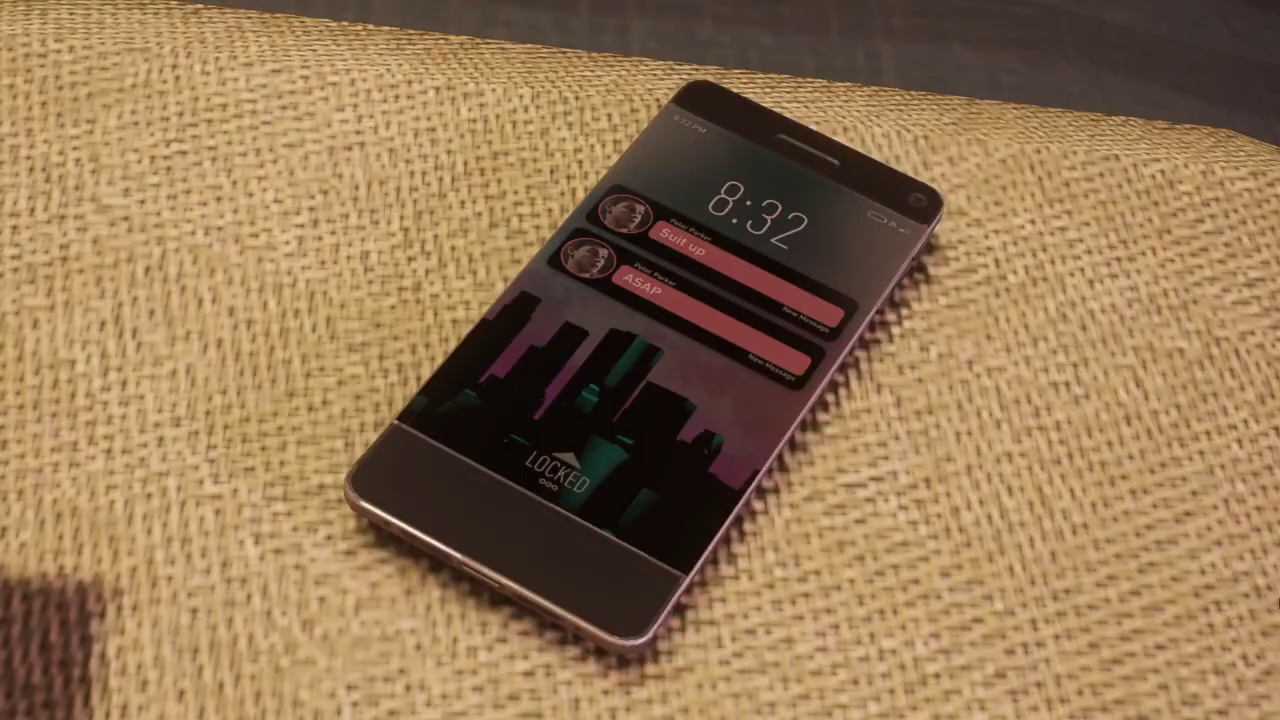 8:32 PM
8:32
Peter Parker
Suit up
New Message
Peter Parker
ASAP
New Message
LOCKED